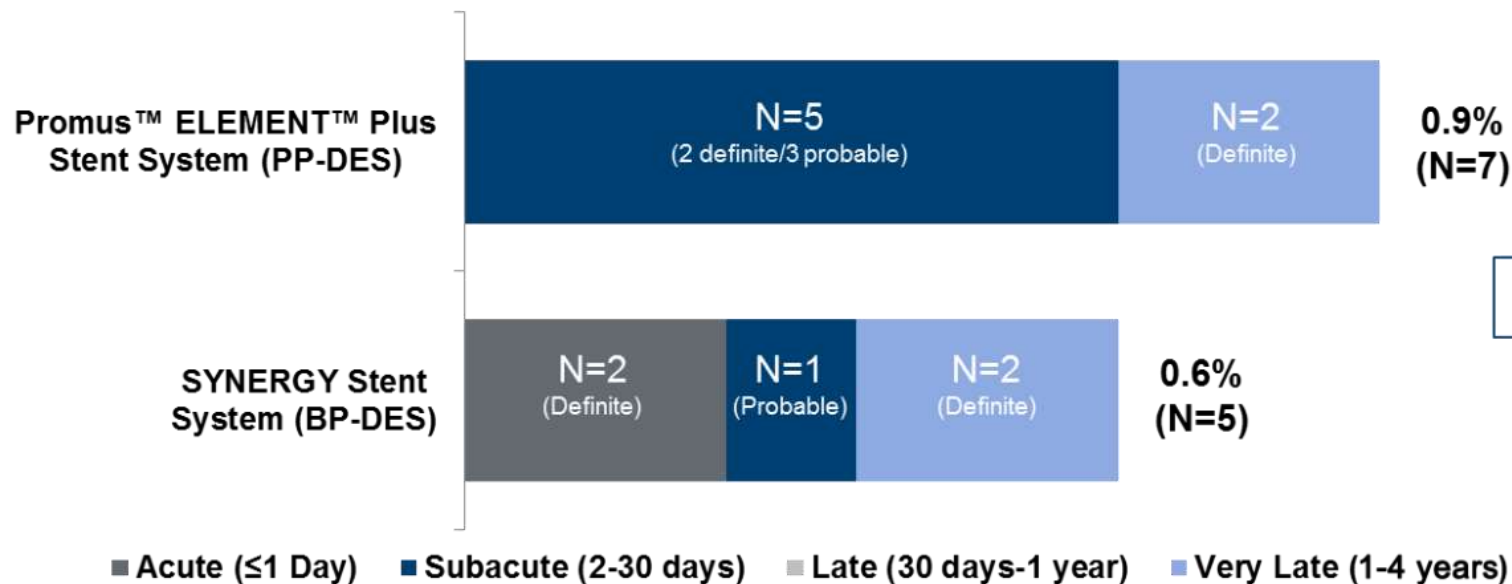 Promus™ ELEMENT™ Plus
Stent System (PP-DES)
N=5
(2 definite/3 probable)
N=2
(Definite)
0.9%
(N=7)
SYNERGY Stent
System (BP-DES)
N=2
(Definite)
N=1
(Probable)
N=2
(Definite)
0.6%
(N=5)
Acute (≤1 Day) Subacute (2-30 days) Late (30 days-1 year) Very Late (1-4 years)